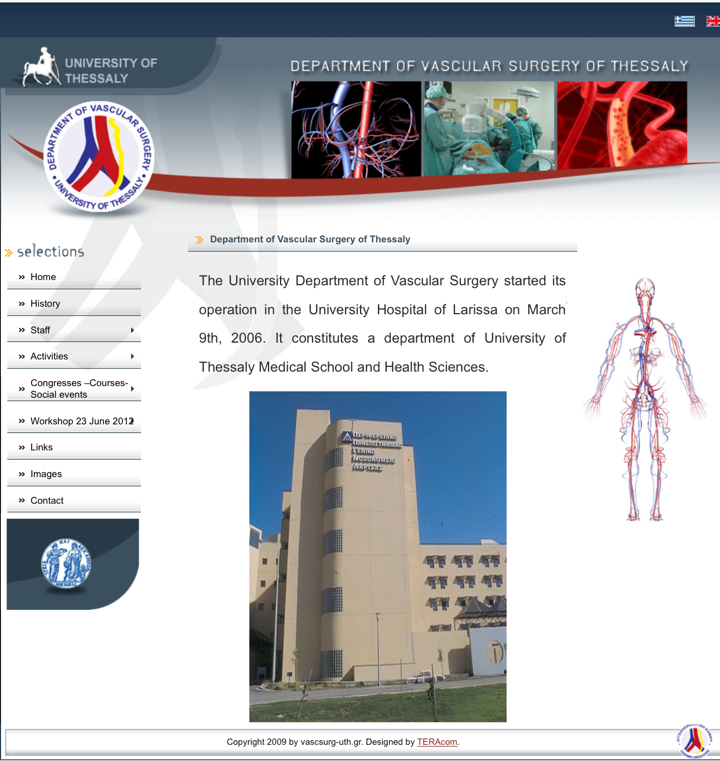 UNIVERSITY OF
THESSALY
DEPARTMENT OF VASCULAR SURGERY OF THESSALY
DEPARTMENT OF VASCULAR SURGERY
UNIVERSITY OF THESSALY
selections
Home
History
Staff
Activities
Congresses –Courses-
Social events
Workshop 23 June 2012
Links
Images
Contact
Department of Vascular Surgery of Thessaly
The University Department of Vascular Surgery started its
operation in the University Hospital of Larissa on March
9th, 2006. It constitutes a department of University of
Thessaly Medical School and Health Sciences.
Copyright 2009 by vascsurg-uth.gr. Designed by TERAcom.